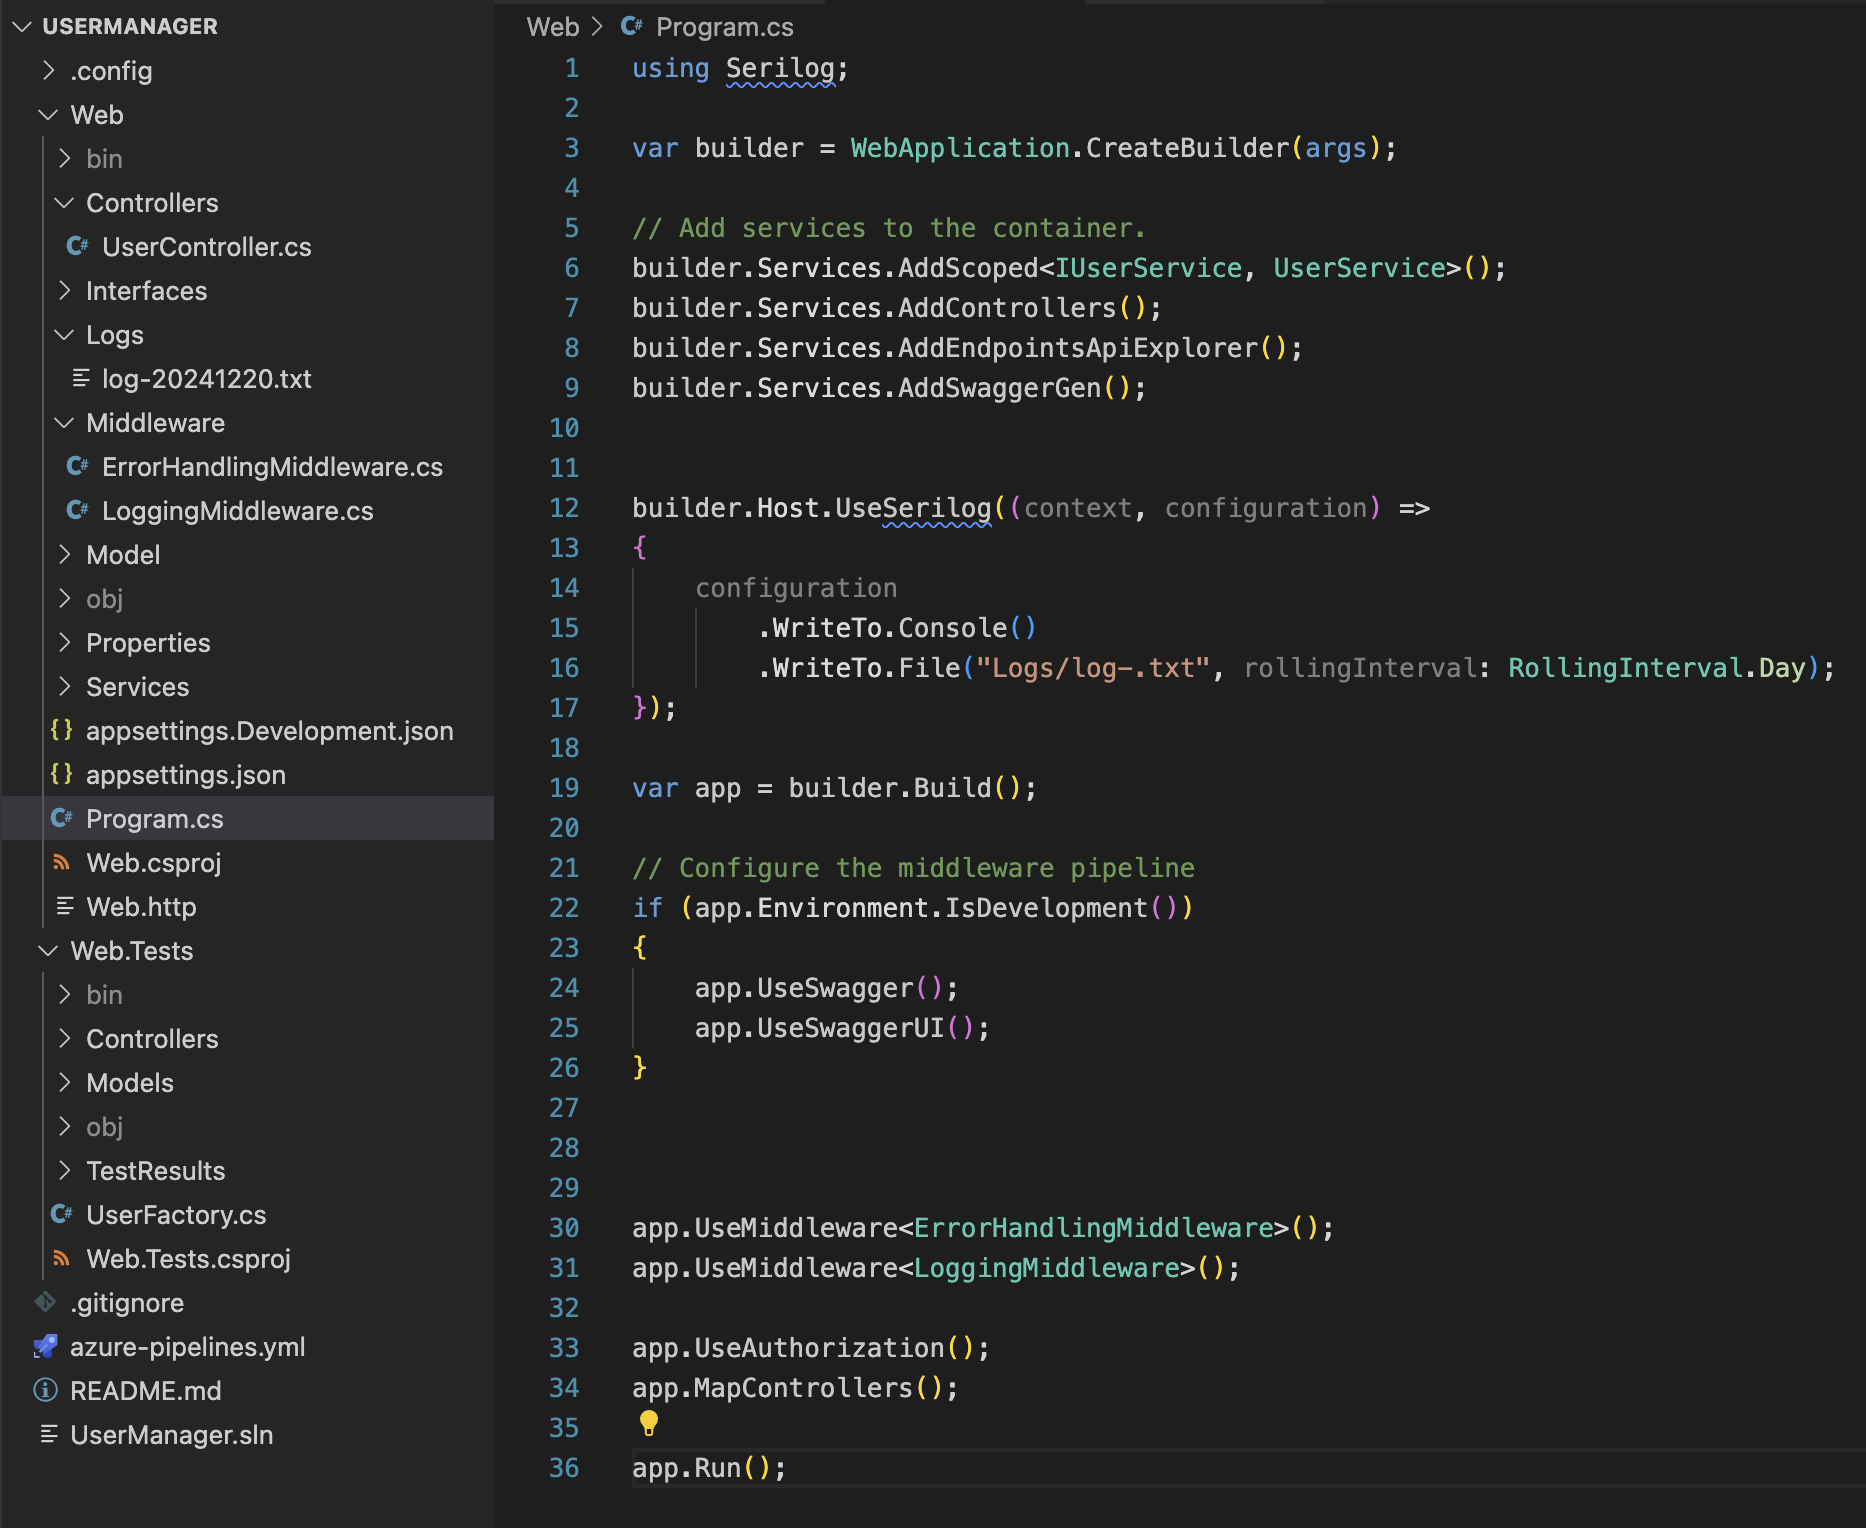 USERMANAGER
.config
Web
bin
Controllers
UserController.cs
Interfaces
Logs
log-20241220.txt
Middleware
ErrorHandlingMiddleware.cs
LoggingMiddleware.cs
Model
obj
Properties
Services
appsettings.Development.json
appsettings.json
Program.cs
Web.csproj
Web.http
Web.Tests
bin
Controllers
Models
obj
TestResults
UserFactory.cs
Web.Tests.csproj
.gitignore
azure-pipelines.yml
README.md
UserManager.sln
Web > Program.cs
1 using Serilog;
2
3 var builder = WebApplication.CreateBuilder(args);
4
5 // Add services to the container.
6 builder.Services.AddScoped<IUserService, UserService>();
7 builder.Services.AddControllers();
8 builder.Services.AddEndpointsApiExplorer();
9 builder.Services.AddSwaggerGen();
10
11
12 builder.Host.UseSerilog((context, configuration) =>
13 {
14 configuration
15 .WriteTo.Console()
16 .WriteTo.File("Logs/log-.txt", rollingInterval: RollingInterval.Day);
17 });
18
19 var app = builder.Build();
20
21 // Configure the middleware pipeline
22 if (app.Environment.IsDevelopment())
23 {
24 app.UseSwagger();
25 app.UseSwaggerUI();
26 }
27
28
29
30 app.UseMiddleware<ErrorHandlingMiddleware>();
31 app.UseMiddleware<LoggingMiddleware>();
32
33 app.UseAuthorization();
34 app.MapControllers();
35
36 app.Run();